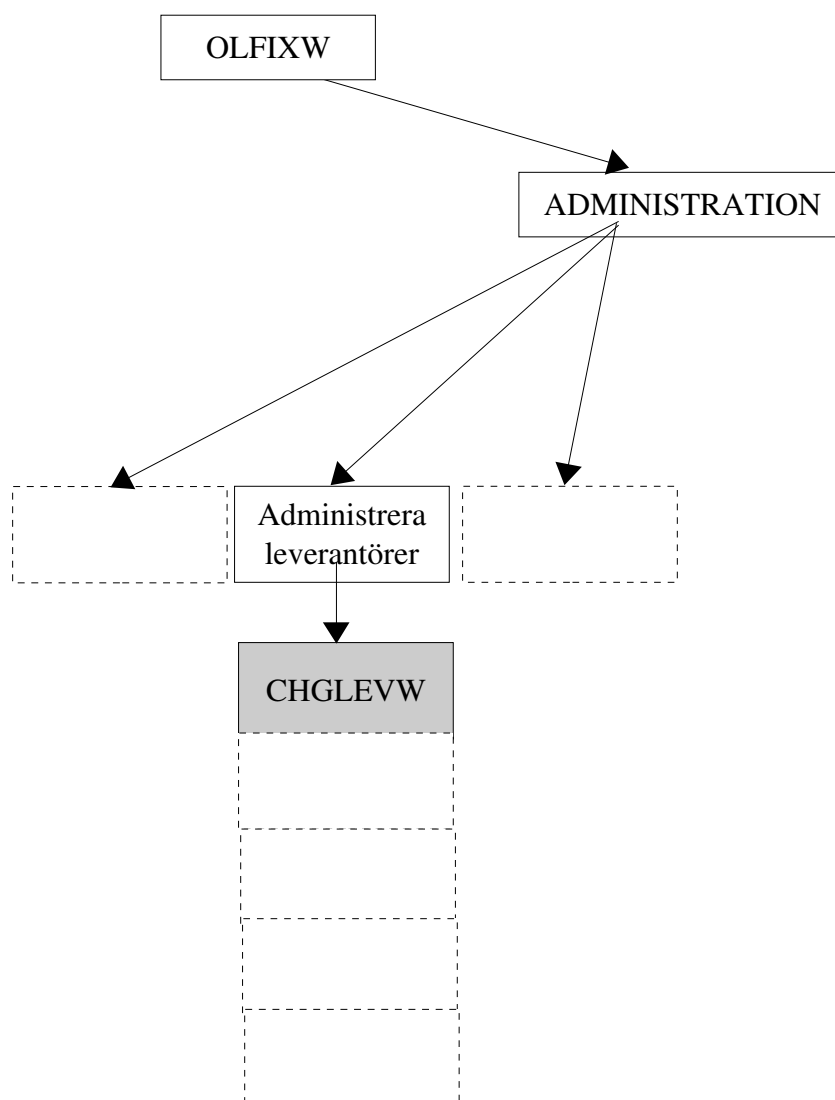 OLFIXW
ADMINISTRATION
Administrera
leverantörer
CHGLEVW